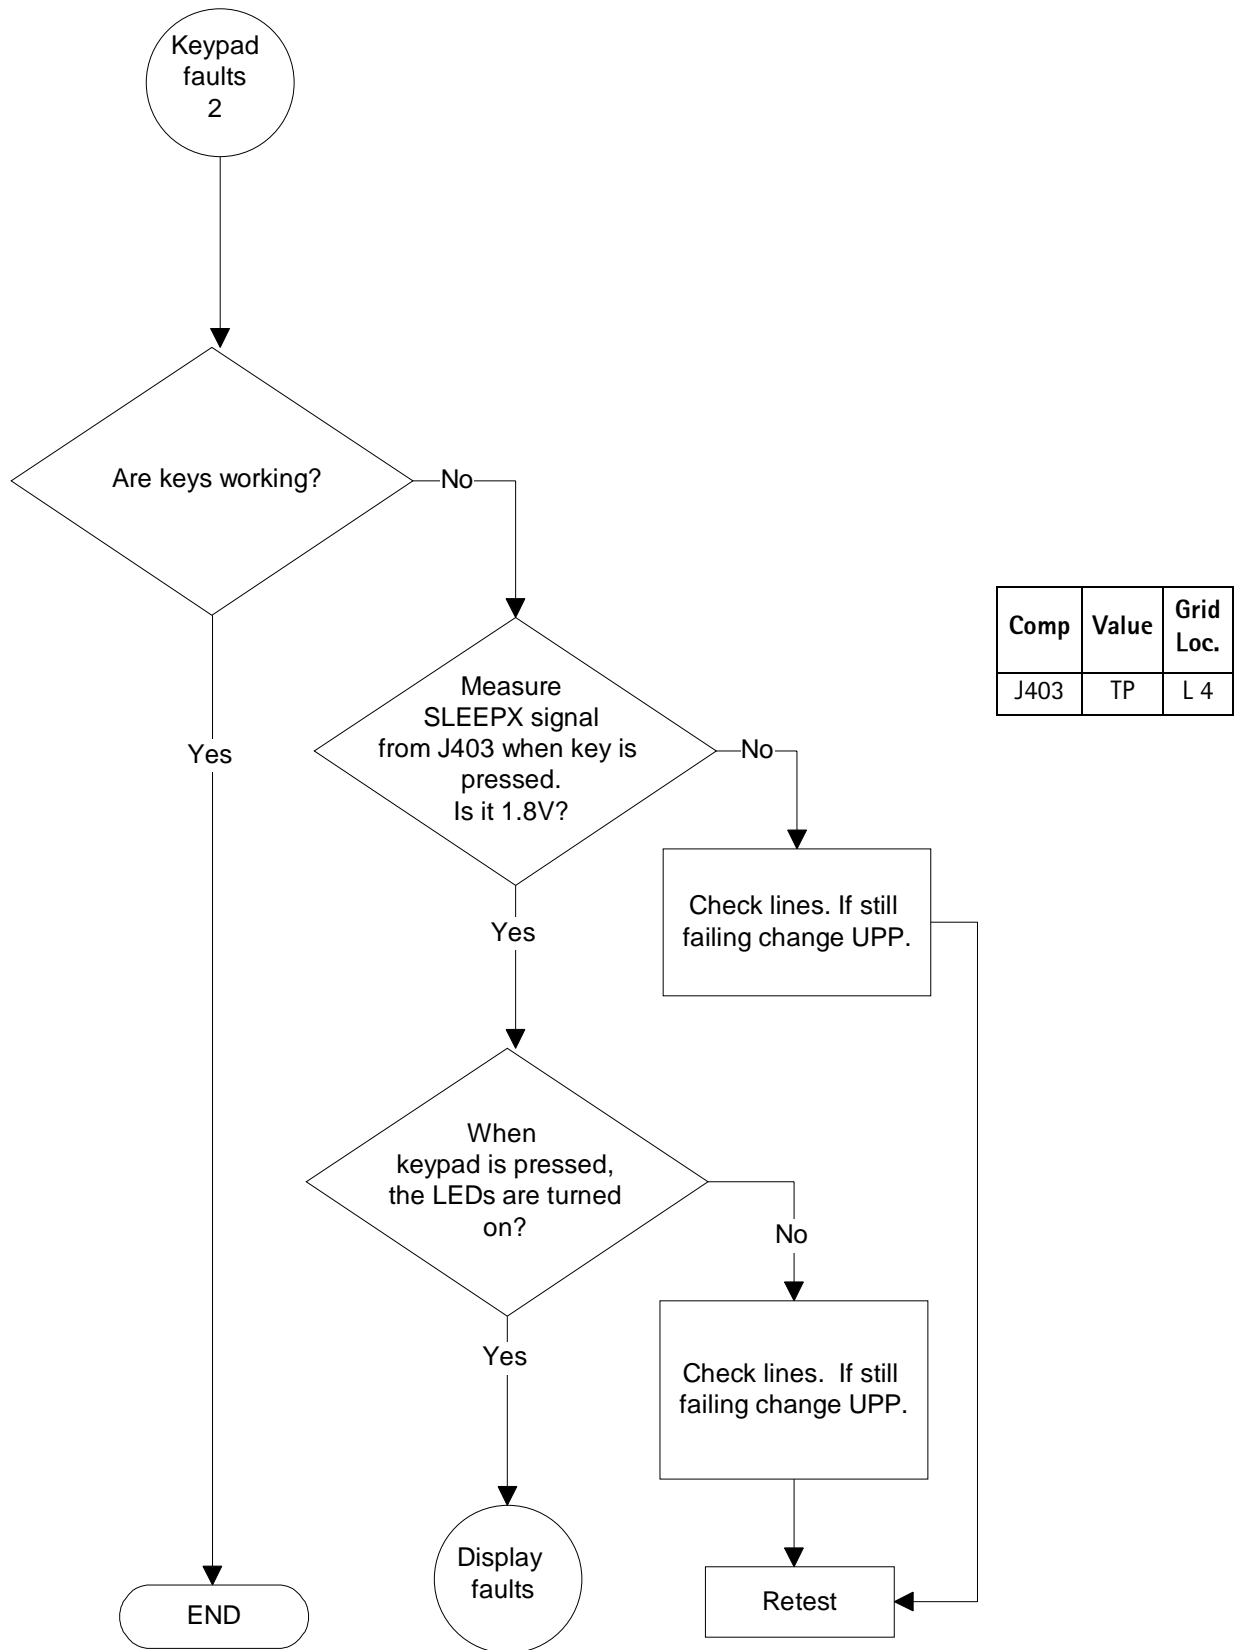 Keypad
faults
2
Are keys working?
No
Yes
Measure
SLEEPX signal
from J403 when key is
pressed.
Is it 1.8V?
No
Check lines. If still
failing change UPP.
Yes
When
keypad is pressed,
the LEDs are turned
on?
No
Check lines.  If still
failing change UPP.
Yes
Display
faults
Retest
END
Comp Value Grid
Loc.
J403 TP L 4